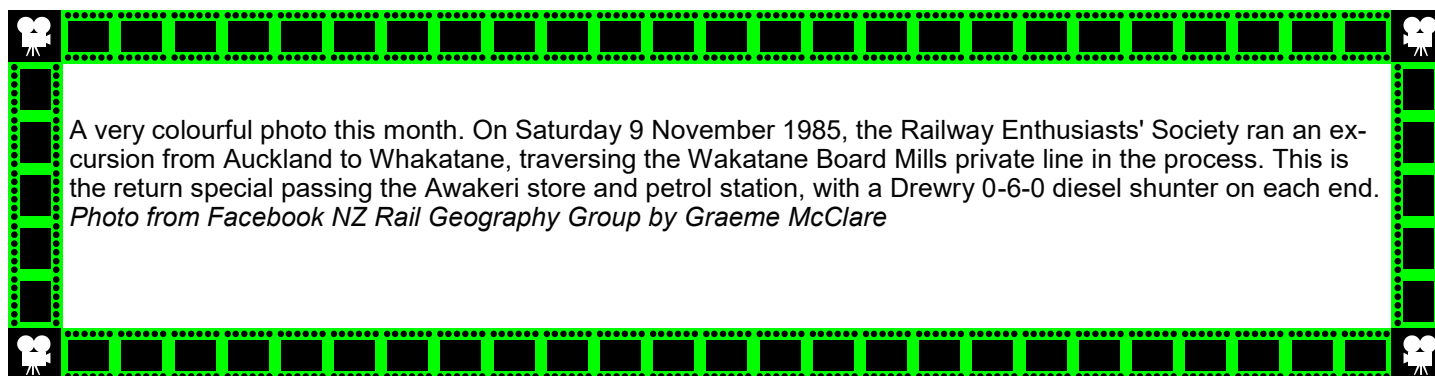 A very colourful photo this month. On Saturday 9 November 1985, the Railway Enthusiasts' Society ran an ex-
cursion from Auckland to Whakatane, traversing the Wakatane Board Mills private line in the process. This is
the return special passing the Awakeri store and petrol station, with a Drewry 0-6-0 diesel shunter on each end.
Photo from Facebook NZ Rail Geography Group by Graeme McClare